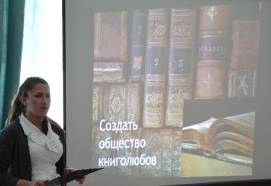 Создать
общество
книголюбов